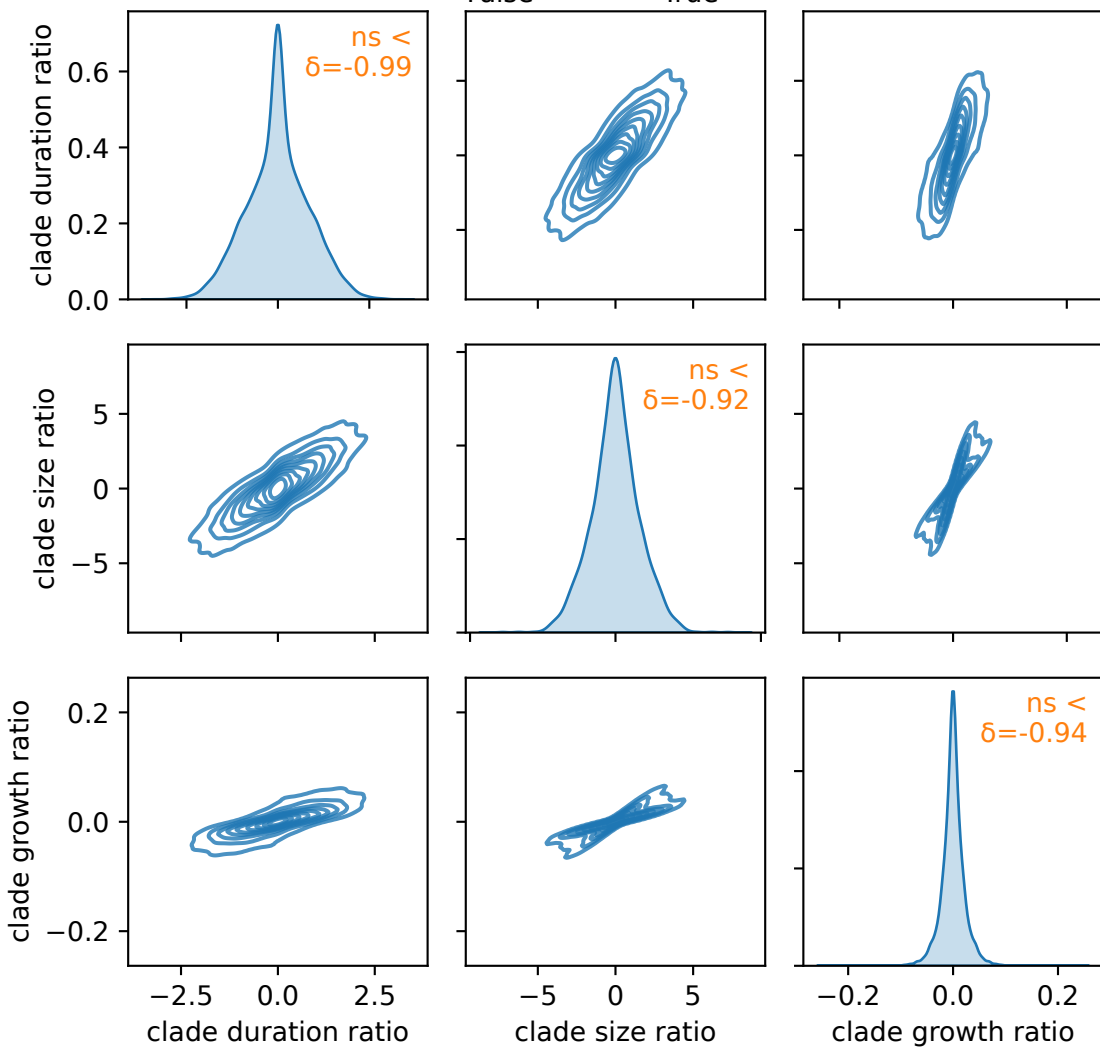 True
clade duration ratio
0.6
0.4
0.2
0.0
ns <
δ=-0.99
clade size ratio
5
0
−5
ns <
δ=-0.92
clade growth ratio
0.2
0.0
−0.2
ns <
δ=-0.94
−2.5 0.0 2.5
−5 0 5
−0.2 0.0 0.2
clade duration ratio
clade size ratio
clade growth ratio